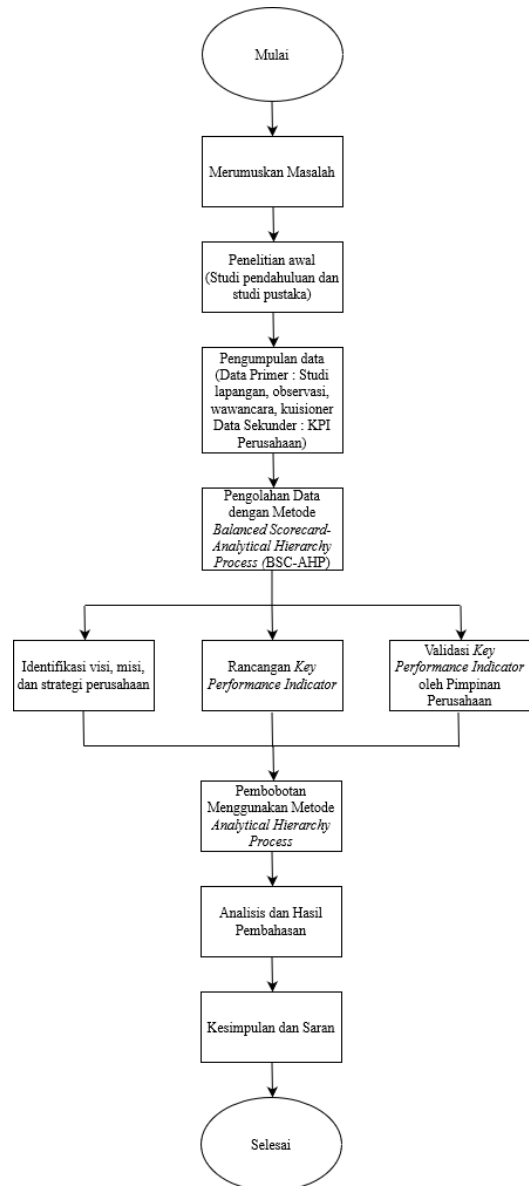 Mulai
Merumuskan Masalah
Penelitian awal
(Studi pendahuluan dan
studi pustaka)
Pengumpulan data
(Data Primer : Studi
lapangan, observasi,
wawancara, kuisioner
Data Sekunder : KPI
Perusahaan)
Pengolahan Data
dengan Metode
Balanced Scorecard-
Analytical Hierarchy
Process (BSC-AHP)
Identifikasi visi, misi,
dan strategi perusahaan
Rancangan Key
Performance Indicator
Validasi Key
Performance Indicator
oleh Pimpinan
Perusahaan
Pembobotan
Menggunakan Metode
Analytical Hierarchy
Process
Analisis dan Hasil
Pembahasan
Kesimpulan dan Saran
Selesai